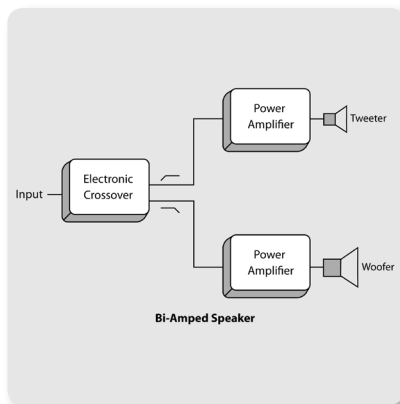 Power
Amplifier
Tweeter
Electronic
Crossover
Input
Power
Amplifier
Woofer
Bi-Amped Speaker